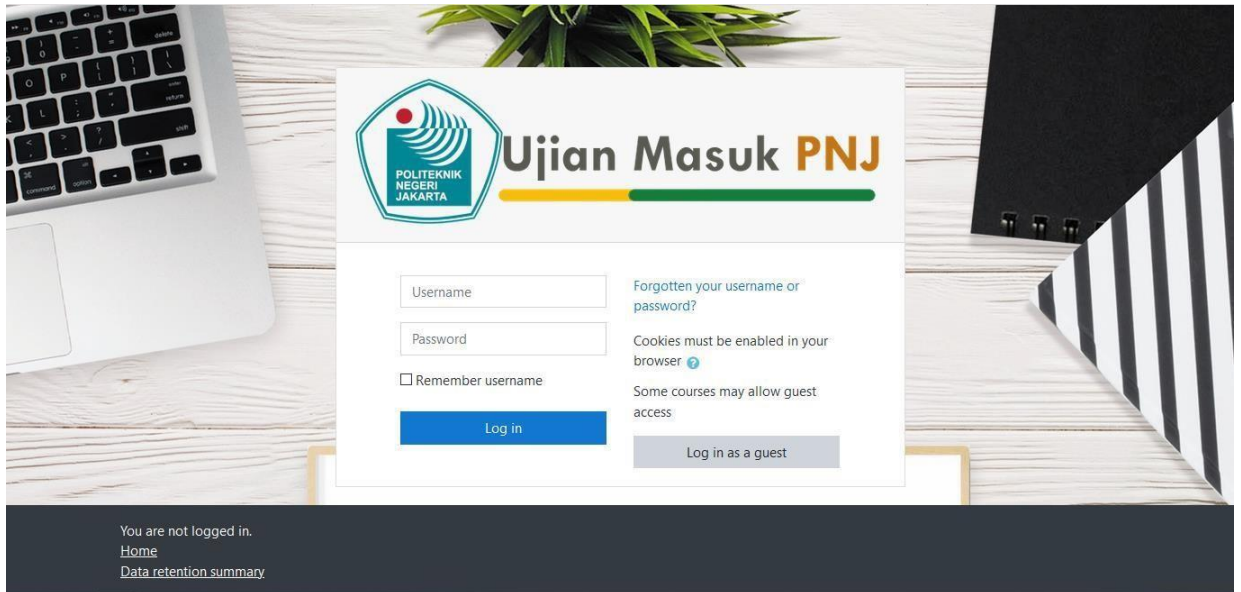 POLITEKNIK
NEGERI
JAKARTA
Ujian Masuk PNJ
Username
Password
Remember username
Log in
Forgotten your username or
password?
Cookies must be enabled in your
browser
Some courses may allow guest
access
Log in as a guest
You are not logged in.
Home
Data retention summary